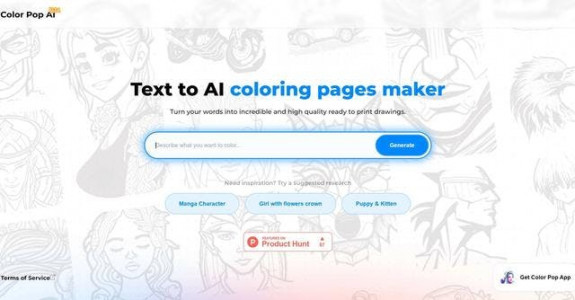 Color Pop AI
Text to AI coloring pages maker
Turn your words into incredible and high quality ready to print drawings.
Describe what you want to color...
Generate
Need inspiration? Try a suggested research
Manga Character
Girl with flowers crown
Puppy & Kitten
FEATURED ON
Product Hunt
Terms of Service
Get Color Pop App